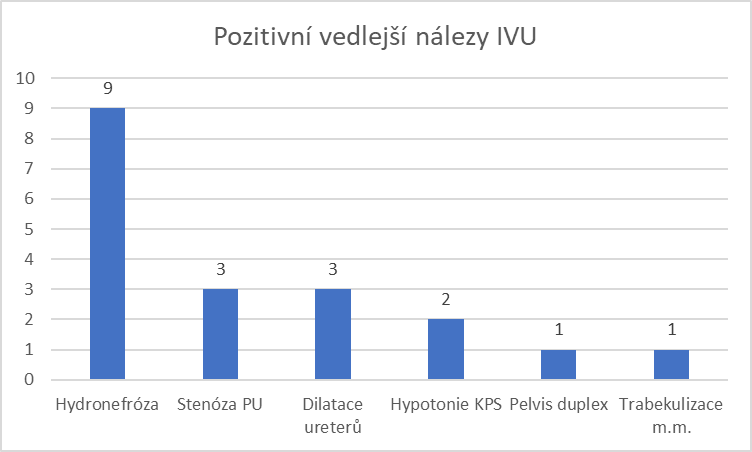 Pozitivní vedlejší nálezy IVU
10
9
8
7
6
5
4
3
2
1
0
9
3
3
2
1
1
Hydronefróza
Stenóza PU
Dilatace
ureterů
Hypotonie KPS
Pelvis duplex
Trabekulizace
m.m.